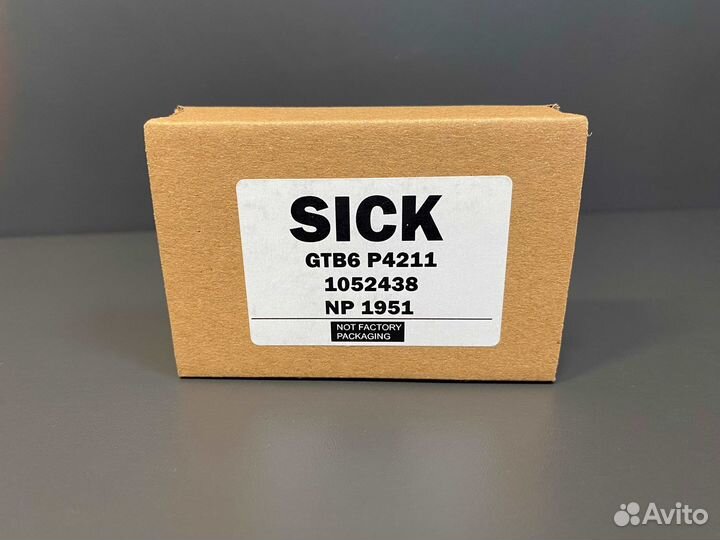 SICK
GTB6 P4211
1052438
NP 1951
NOT FACTORY
PACKAGING
Avito